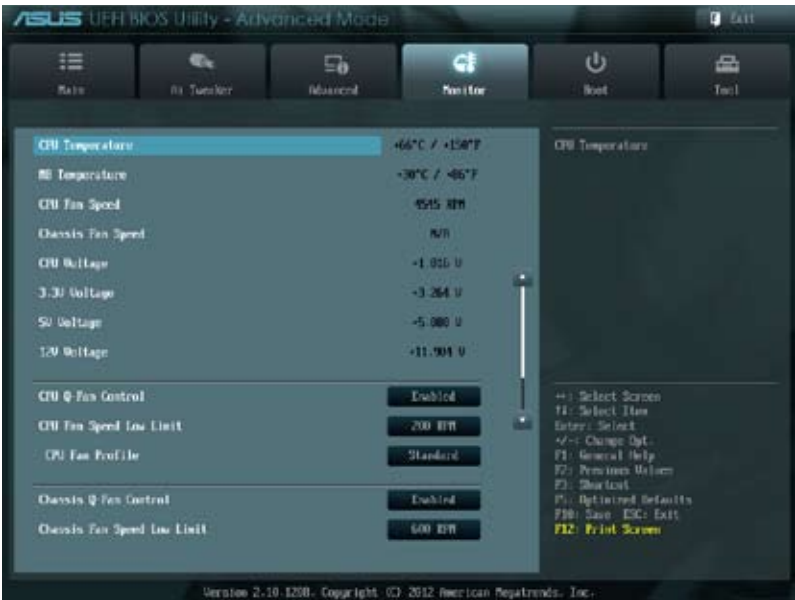 ASUS UEFI BIOS Utility - Advanced Mode
Exit
Main
Ai Tweaker
Advanced
Monitor
Boot
Tool
CPU Temperature +66°C / +150°F
MB Temperature +30°C / +86°F
CPU Fan Speed 4545 RPM
Chassis Fan Speed N/A
CPU Voltage +1.016 V
3.3V Voltage +3.264 V
5V Voltage +5.080 V
12V Voltage +11.904 V
CPU Q-Fan Control Enabled
CPU Fan Speed Low Limit 200 RPM
CPU Fan Profile Standard
Chassis Q-Fan Control Enabled
Chassis Fan Speed Low Limit 600 RPM
CPU Temperature
: Select Screen
: Select Item
Enter: Select
+/-: Change Opt.
F1: General Help
F2: Previous Values
F3: Shortcut
F5: Optimized Defaults
F10: Save ESC: Exit
F12: Print Screen
Version 2.10.1208. Copyright (C) 2012 American Megatrends, Inc.